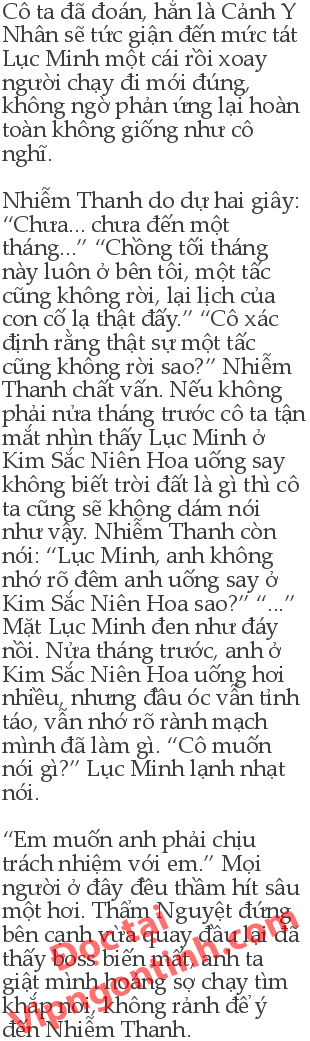 Cô ta đã đoán, hắn là Cảnh Y
Nhân sẽ tức giận đến mức tát
Lục Minh một cái rồi xoay
người chạy đi mới đúng,
không ngờ phản ứng lại hoàn
toàn không giống như cô
nghĩ.

Nhiễm Thanh do dự hai giây:
“Chưa... chưa đến một
tháng...” “Chồng tối tháng
này luôn ở bên tôi, một tấc
cũng không rời, lại lịch của
con cố lạ thật đấy.” “Cô xác
định rằng thật sự một tấc
cũng không rời sao?” Nhiễm
Thanh chất vấn. Nếu không
phải nửa tháng trước cô ta tận
mắt nhìn thấy Lục Minh ở
Kim Sắc Niên Hoa uống say
không biết trời đất là gì thì cô
ta cũng sẽ không dám nói
như vậy. Nhiễm Thanh còn
nói: “Lục Minh, anh không
nhớ rõ đêm anh uống say ở
Kim Sắc Niên Hoa sao?” “...”
Mặt Lục Minh đen như đáy
nồi. Nửa tháng trước, anh ở
Kim Sắc Niên Hoa uống hơi
nhiều, nhưng đầu óc vẫn tỉnh
táo, vẫn nhớ rõ rành mạch
mình đã làm gì. “Cô muốn
nói gì?” Lục Minh lạnh nhạt
nói.

“Em muốn anh phải chịu
trách nhiệm với em.” Mọi
người ở đây đều thầm hít sâu
một hơi. Thẩm Nguyệt đứng
bên cạnh vừa quay đầu lại đã
thấy boss biến mất, anh ta
giật mình hoảng sợ chạy tìm
khắp nơi, không rảnh để ý
đến Nhiễm Thanh.
Doc tai
Vipngontinh.com